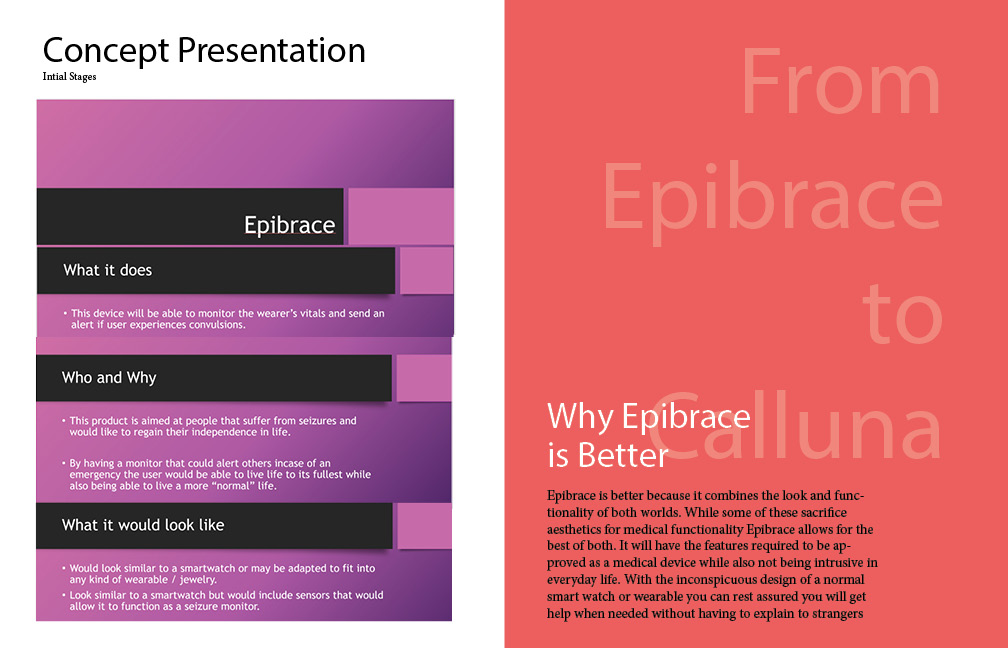 Concept Presentation
Intial Stages
Epibrace
What it does
• This device will be able to monitor the wearer’s vitals and send an
alert if user experiences convulsions.
Who and Why
• This product is aimed at people that suffer from seizures and
would like to regain their independence in life.
• By having a monitor that could alert others incase of an
emergency the user would be able to live life to its fullest while
also being able to live a more “normal” life.
What it would look like
• Would look similar to a smartwatch or may be adapted to fit into
any kind of wearable / jewelry.
• Look similar to a smartwatch but would include sensors that would
allow it to function as a seizure monitor.
From
Epibrace
to
Calluna
Why Epibrace
is Better
Epibrace is better because it combines the look and func-
tionality of both worlds. While some of these sacrifice
aesthetics for medical functionality Epibrace allows for the
best of both. It will have the features required to be ap-
proved as a medical device while also not being intrusive in
everyday life. With the inconspicuous design of a normal
smart watch or wearable you can rest assured you will get
help when needed without having to explain to strangers